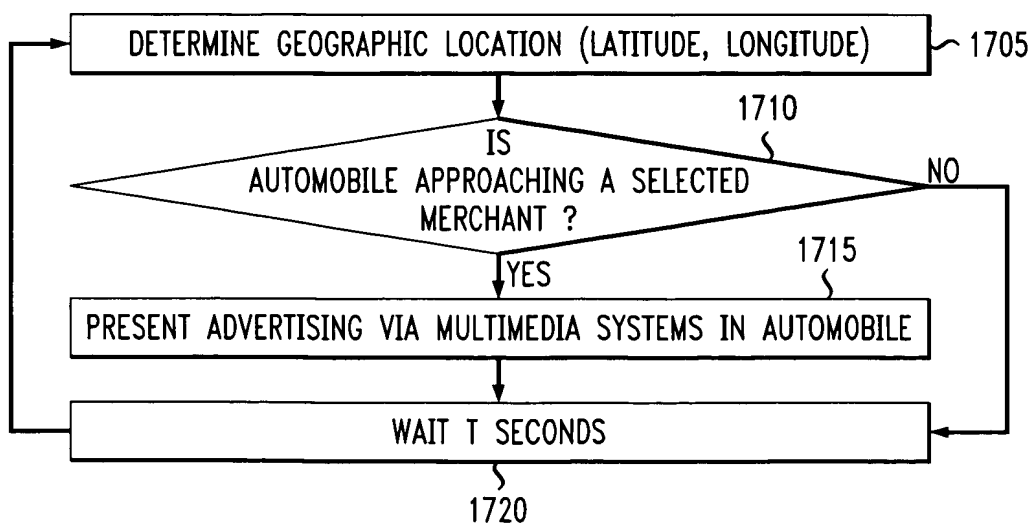 DETERMINE GEOGRAPHIC LOCATION (LATITUDE, LONGITUDE)
1705
1710
IS
AUTOMOBILE APPROACHING A SELECTED
MERCHANT ?
NO
YES
1715
PRESENT ADVERTISING VIA MULTIMEDIA SYSTEMS IN AUTOMOBILE
WAIT T SECONDS
1720